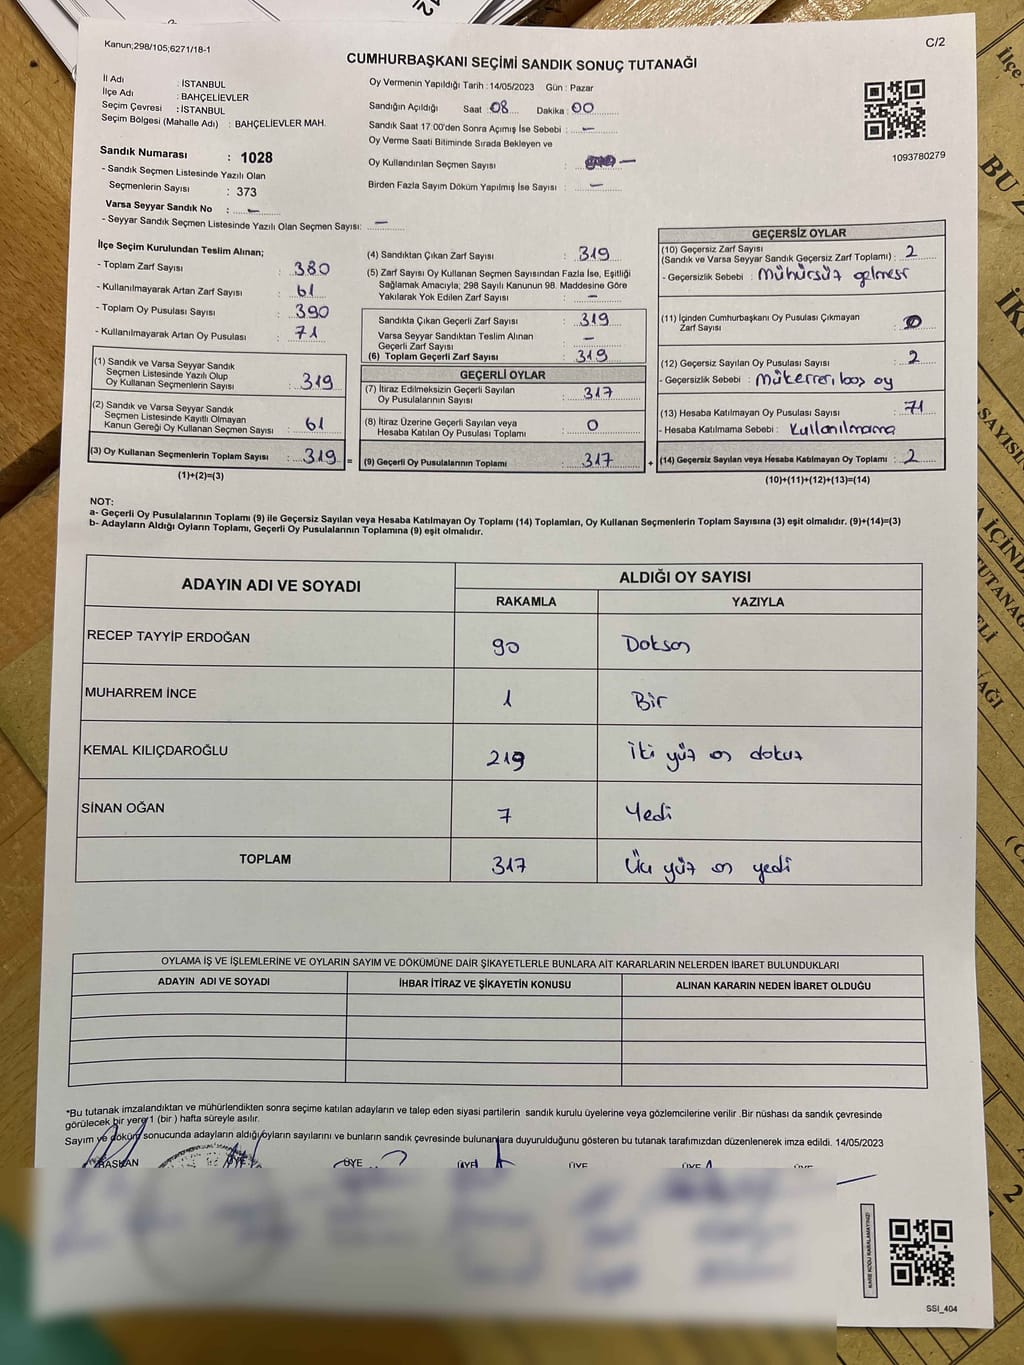 Kanun;298/105;6271/18-1
C/2
CUMHURBAŞKANI SEÇİMİ SANDIK SONUÇ TUTANAĞI
İl Adı : İSTANBUL
İlçe Adı : BAHÇELİEVLER
Seçim Çevresi : İSTANBUL
Seçim Bölgesi (Mahalle Adı) : BAHÇELİEVLER MAH.
Sandık Numarası : 1028
- Sandık Seçmen Listesinde Yazılı Olan
Seçmenlerin Sayısı : 373
Varsa Seyyar Sandık No : -
- Seyyar Sandık Seçmen Listesinde Yazılı Olan Seçmen Sayısı: -
Oy Vermenin Yapıldığı Tarih : 14/05/2023 Gün : Pazar
Sandığın Açıldığı Saat : 08 Dakika : 00
Sandık Saat 17:00'den Sonra Açımış İse Sebebi : -
Oy Verme Saati Bitiminde Sırada Bekleyen ve
Oy Kullandırılan Seçmen Sayısı : -
Birden Fazla Sayım Döküm Yapılmış İse Sayısı : -
1093780279
İlçe Seçim Kurulundan Teslim Alınan;
- Toplam Zarf Sayısı : 380
- Kullanılmayarak Artan Zarf Sayısı : 61
- Toplam Oy Pusulası Sayısı : 390
- Kullanılmayarak Artan Oy Pusulası : 71
(1) Sandık ve Varsa Seyyar Sandık
Seçmen Listesinde Yazılı Olup
Oy Kullanan Seçmenlerin Sayısı : 319
(2) Sandık ve Varsa Seyyar Sandık
Seçmen Listesinde Kayıtlı Olmayan
Kanun Gereği Oy Kullanan Seçmen Sayısı : 61
(3) Oy Kullanan Seçmenlerin Toplam Sayısı : 319 =
(1)+(2)=(3)
(4) Sandıktan Çıkan Zarf Sayısı : 319
(5) Zarf Sayısı Oy Kullanan Seçmen Sayısından Fazla İse, Eşitliği
Sağlamak Amacıyla; 298 Sayılı Kanunun 98. Maddesine Göre
Yakılarak Yok Edilen Zarf Sayısı : -
Sandıkta Çıkan Geçerli Zarf Sayısı : 319
Varsa Seyyar Sandıktan Teslim Alınan
Geçerli Zarf Sayısı : -
(6) Toplam Geçerli Zarf Sayısı : 319
GEÇERLİ OYLAR
(7) İtiraz Edilmeksizin Geçerli Sayılan
Oy Pusulalarının Sayısı : 317
(8) İtiraz Üzerine Geçerli Sayılan veya
Hesaba Katılan Oy Pusulası Toplamı : 0
(9) Geçerli Oy Pusulalarının Toplamı : 317 +
GEÇERSİZ OYLAR
(10) Geçersiz Zarf Sayısı
(Sandık ve Varsa Seyyar Sandık Geçersiz Zarf Toplamı) : 2
- Geçersizlik Sebebi : Mühürsüz gelmesi
(11) İçinden Cumhurbaşkanı Oy Pusulası Çıkmayan
Zarf Sayısı : 0
(12) Geçersiz Sayılan Oy Pusulası Sayısı : 2
- Geçersizlik Sebebi : Mükerrer, boş oy
(13) Hesaba Katılmayan Oy Pusulası Sayısı : 71
- Hesaba Katılmama Sebebi : Kullanılmama
(14) Geçersiz Sayılan veya Hesaba Katılmayan Oy Toplamı : 2
(10)+(11)+(12)+(13)=(14)
NOT:
a- Geçerli Oy Pusulalarının Toplamı (9) ile Geçersiz Sayılan veya Hesaba Katılmayan Oy Toplamı (14) Toplamları, Oy Kullanan Seçmenlerin Toplam Sayısına (3) eşit olmalıdır. (9)+(14)=(3)
b- Adayların Aldığı Oyların Toplamı, Geçerli Oy Pusulalarının Toplamına (9) eşit olmalıdır.
ADAYIN ADI VE SOYADI
ALDIĞI OY SAYISI
RAKAMLA YAZIYLA
RECEP TAYYİP ERDOĞAN 90 Doksan
MUHARREM İNCE 1 Bir
KEMAL KILIÇDAROĞLU 219 İki yüz on dokuz
SİNAN OĞAN 7 Yedi
TOPLAM 317 Üç yüz on yedi
OYLAMA İŞ VE İŞLEMLERİNE VE OYLARIN SAYIM VE DÖKÜMÜNE DAİR ŞİKAYETLERLE BUNLARA AİT KARARLARIN NELERDEN İBARET BULUNDUKLARI
ADAYIN ADI VE SOYADI İHBAR İTİRAZ VE ŞİKAYETİN KONUSU ALINAN KARARIN NEDEN İBARET OLDUĞU
*Bu tutanak imzalandıktan ve mühürlendikten sonra seçime katılan adayların ve talep eden siyasi partilerin sandık kurulu üyelerine veya gözlemcilerine verilir .Bir nüshası da sandık çevresinde
görülecek bir yere 1 (bir ) hafta süreyle asılır.
Sayım ve döküm sonucunda adayların aldığı oyların sayılarını ve bunların sandık çevresinde bulunanlara duyurulduğunu gösteren bu tutanak tarafımızdan düzenlenerek imza edildi. 14/05/2023
BAŞKAN ÜYE ÜYE ÜYE ÜYE ÜYE
SSI_404
İlçe
BU
SAYISI
İÇİND